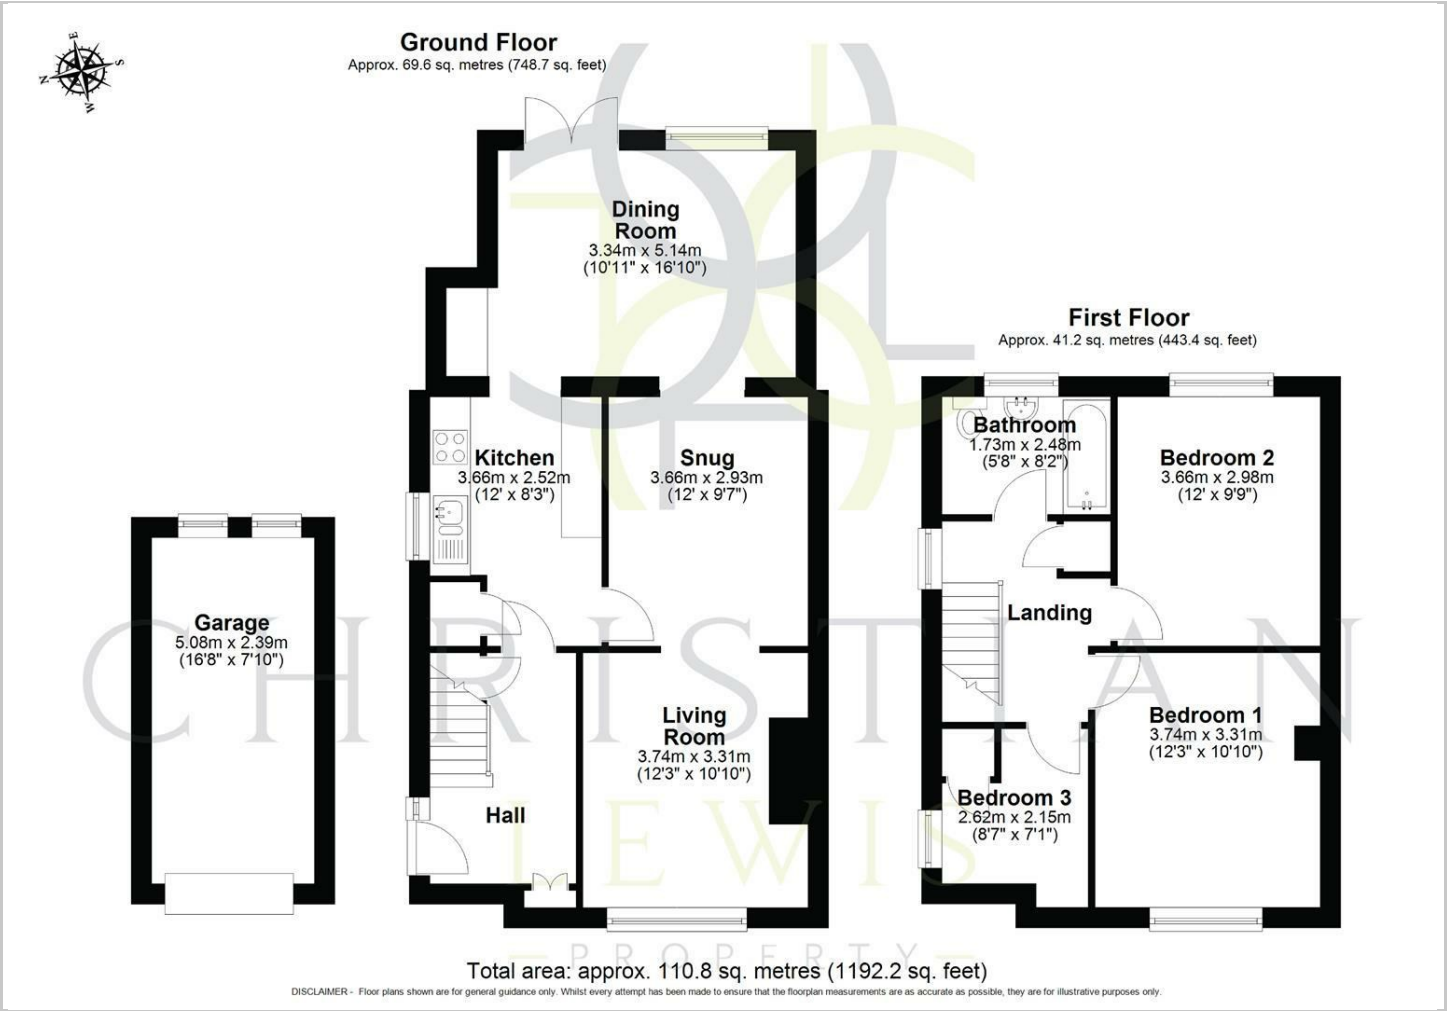 Ground Floor
Approx. 69.6 sq. metres (748.7 sq. feet)
N
E
S
W
Dining
Room
3.34m x 5.14m
(10'11" x 16'10")
First Floor
Approx. 41.2 sq. metres (443.4 sq. feet)
Kitchen
3.66m x 2.52m
(12' x 8'3")
Snug
3.66m x 2.93m
(12' x 9'7")
Bathroom
1.73m x 2.48m
(5'8" x 8'2")
Bedroom 2
3.66m x 2.98m
(12' x 9'9")
Garage
5.08m x 2.39m
(16'8" x 7'10")
Landing
Living
Room
3.74m x 3.31m
(12'3" x 10'10")
Bedroom 1
3.74m x 3.31m
(12'3" x 10'10")
Hall
Bedroom 3
2.62m x 2.15m
(8'7" x 7'1")
CHRISTIAN
LEWIS
PROPERTY
Total area: approx. 110.8 sq. metres (1192.2 sq. feet)
DISCLAIMER - Floor plans shown are for general guidance only. Whilst every attempt has been made to ensure that the floorplan measurements are as accurate as possible, they are for illustrative purposes only.